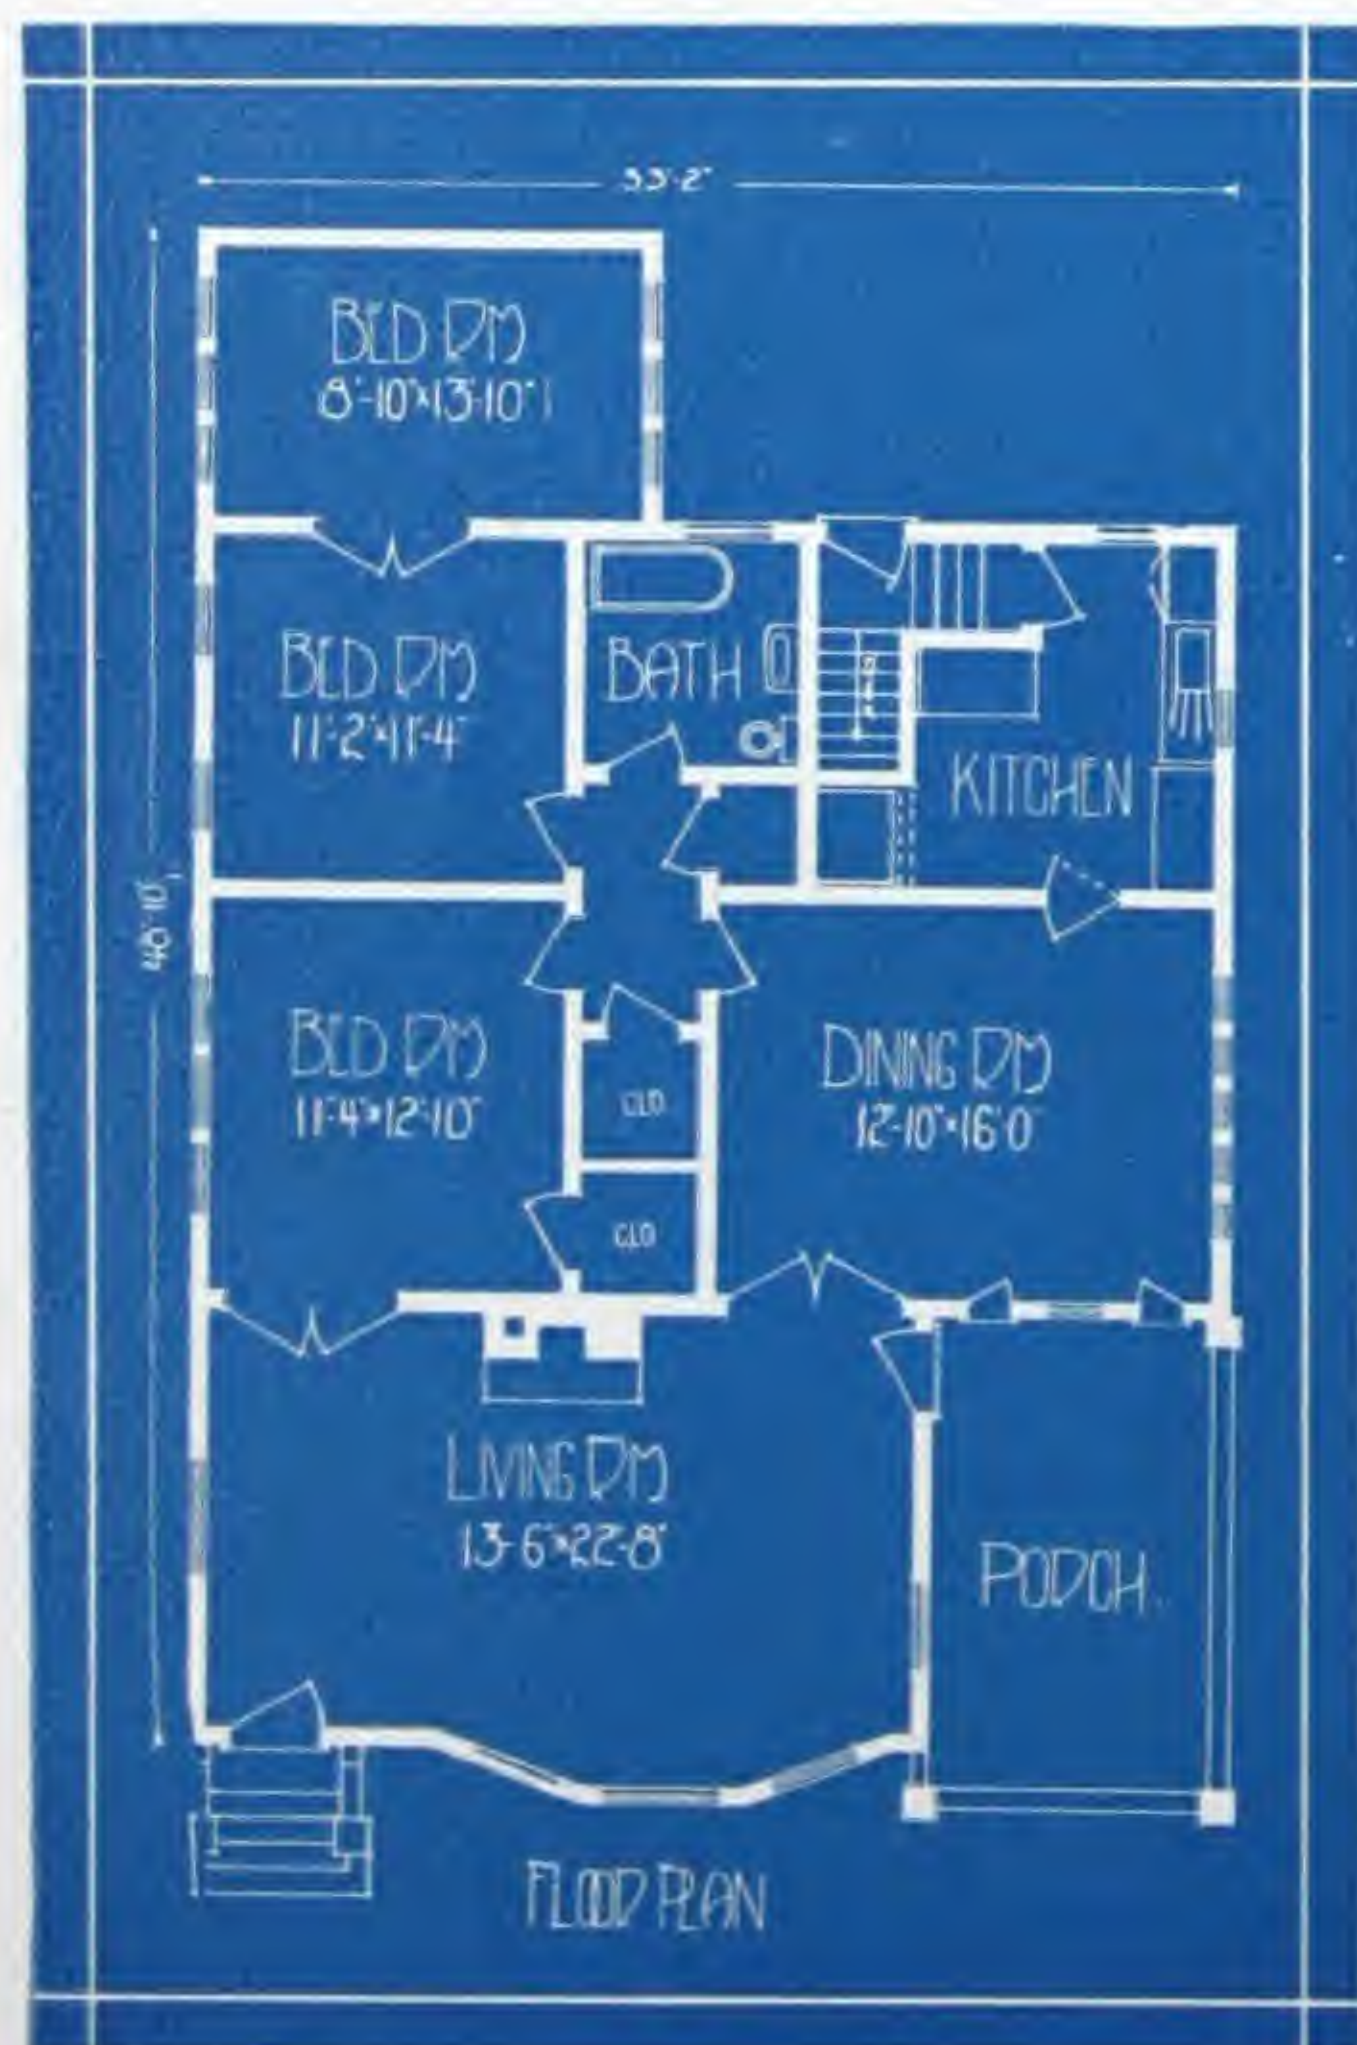 33'-2"
BED RM
8'-10"x13'-10"
BED RM
11'-2"x11'-4"
BATH
KITCHEN
48'-10"
BED RM
11'-4"x12'-10"
DINING RM
12'-10"x16'0"
CLO
CLO
LIVING RM
13'-6"x22'-8"
PORCH
FLOOR PLAN